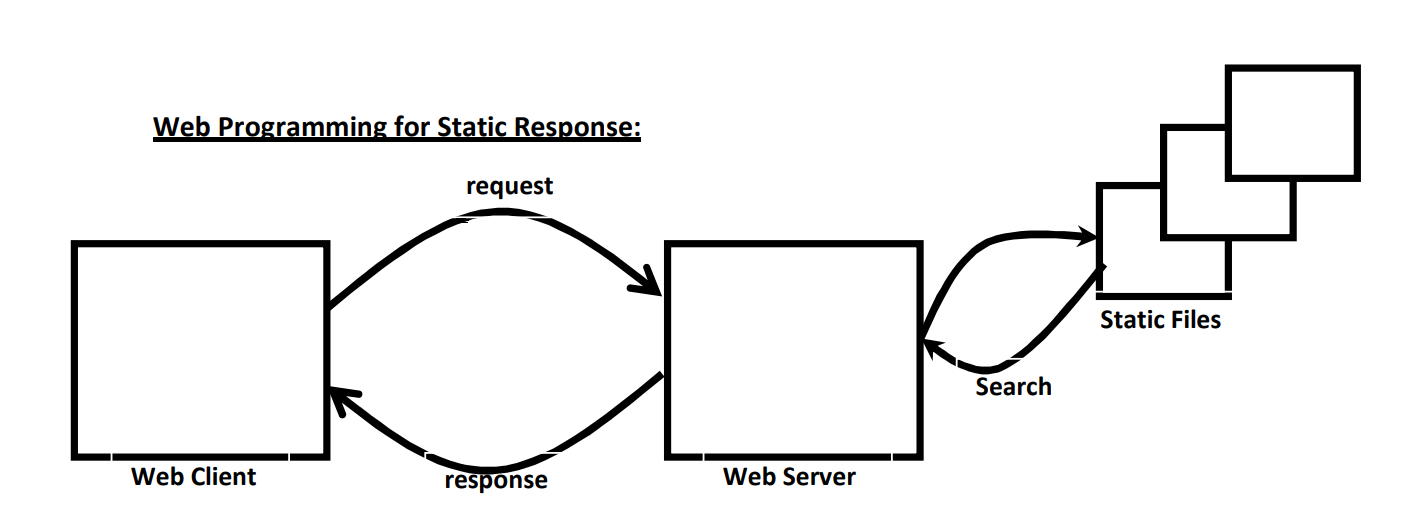 Web Programming for Static Response:
request
Static Files
Search
Web Client
response
Web Server